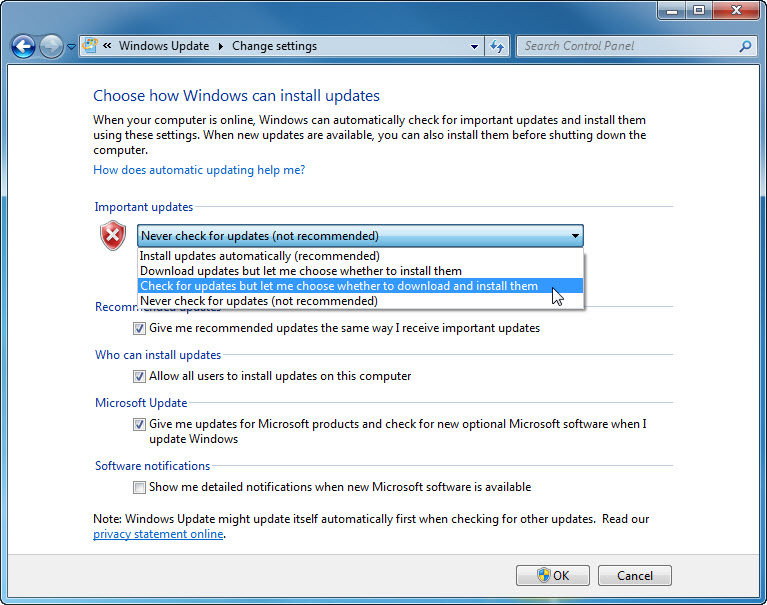 « Windows Update ▸ Change settings
Search Control Panel
Choose how Windows can install updates
When your computer is online, Windows can automatically check for important updates and install them
using these settings. When new updates are available, you can also install them before shutting down the
computer.
How does automatic updating help me?
Important updates
Never check for updates (not recommended)
Install updates automatically (recommended)
Download updates but let me choose whether to install them
Check for updates but let me choose whether to download and install them
Never check for updates (not recommended)
Recommended updates
Give me recommended updates the same way I receive important updates
Who can install updates
Allow all users to install updates on this computer
Microsoft Update
Give me updates for Microsoft products and check for new optional Microsoft software when I
update Windows
Software notifications
Show me detailed notifications when new Microsoft software is available
Note: Windows Update might update itself automatically first when checking for other updates.  Read our
privacy statement online.
OK
Cancel